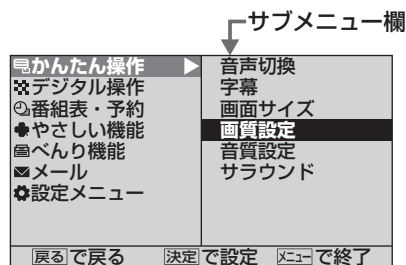 サブメニュー欄
かんたん操作
デジタル操作
番組表・予約
やさしい機能
べんり機能
メール
設定メニュー
音声切換
字幕
画面サイズ
画質設定
音質設定
サラウンド
戻る で戻る 決定 で設定 メニュー で終了